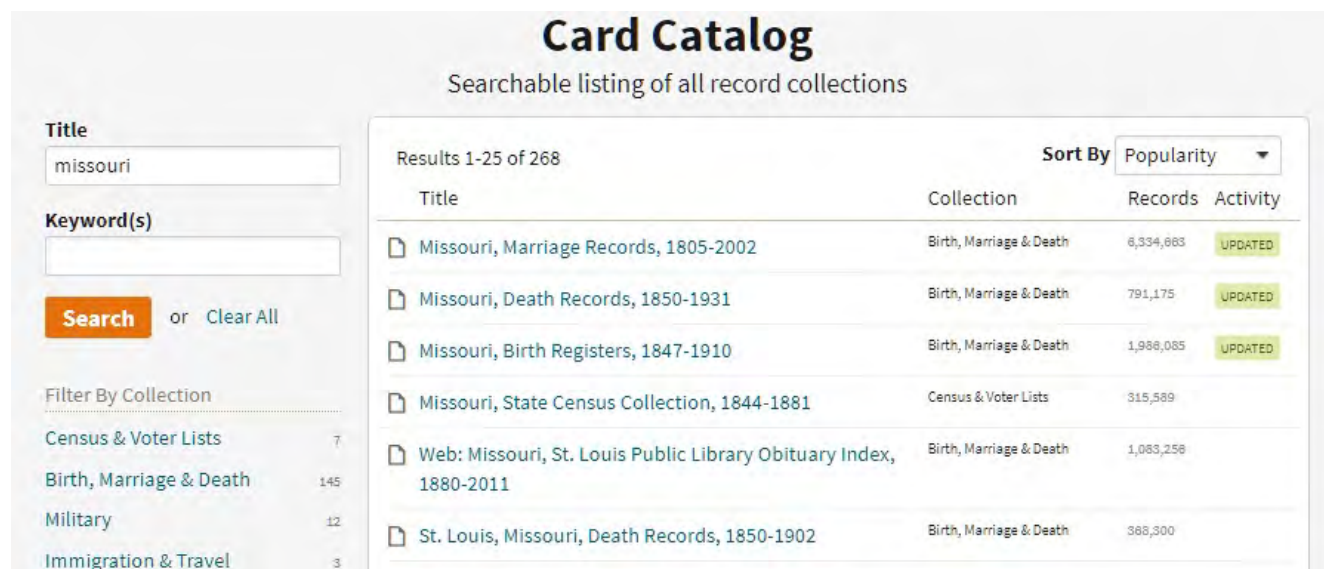 Card Catalog
Searchable listing of all record collections
Title
missouri
Keyword(s)
Search or Clear All
Filter By Collection
Census & Voter Lists 7
Birth, Marriage & Death 145
Military 12
Immigration & Travel 3
Results 1-25 of 268
Sort By Popularity
Title Collection Records Activity
Missouri, Marriage Records, 1805-2002 Birth, Marriage & Death 6,334,663 UPDATED
Missouri, Death Records, 1850-1931 Birth, Marriage & Death 791,175 UPDATED
Missouri, Birth Registers, 1847-1910 Birth, Marriage & Death 1,986,085 UPDATED
Missouri, State Census Collection, 1844-1881 Census & Voter Lists 315,589
Web: Missouri, St. Louis Public Library Obituary Index, Birth, Marriage & Death 1,083,256
1880-2011
St. Louis, Missouri, Death Records, 1850-1902 Birth, Marriage & Death 368,300